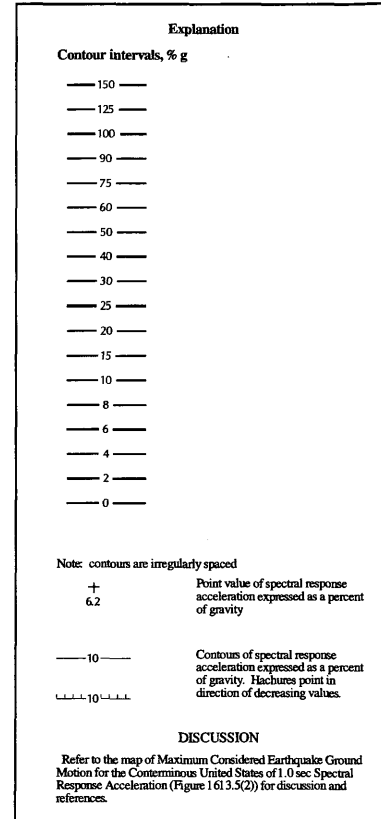 Explanation
Contour intervals, % g
150
125
100
90
75
60
50
40
30
25
20
15
10
8
6
4
2
0
Note: contours are irregularly spaced
+
6.2
Point value of spectral response
acceleration expressed as a percent
of gravity
10
10
Contours of spectral response
acceleration expressed as a percent
of gravity. Hachures point in
direction of decreasing values.
DISCUSSION
Refer to the map of Maximum Considered Earthquake Ground
Motion for the Conterminous United States of 1.0 sec Spectral
Response Acceleration (Figure 1613.5(2)) for discussion and
references.